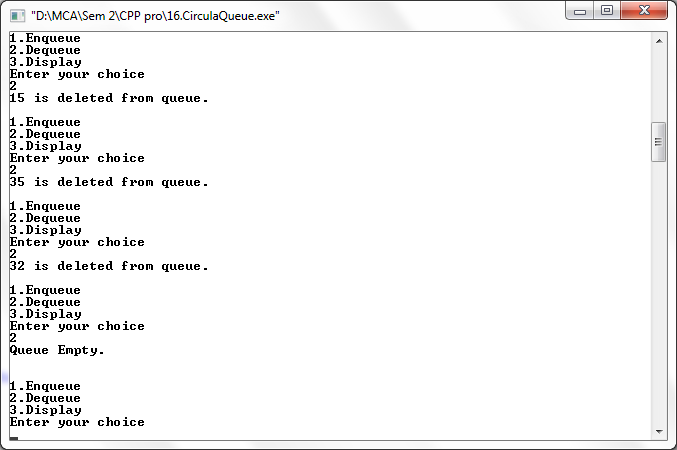 "D:\MCA\Sem 2\CPP pro\16.CirculaQueue.exe"
1.Enqueue
2.Dequeue
3.Display
Enter your choice
2
15 is deleted from queue.
1.Enqueue
2.Dequeue
3.Display
Enter your choice
2
35 is deleted from queue.
1.Enqueue
2.Dequeue
3.Display
Enter your choice
2
32 is deleted from queue.
1.Enqueue
2.Dequeue
3.Display
Enter your choice
2
Queue Empty.
1.Enqueue
2.Dequeue
3.Display
Enter your choice